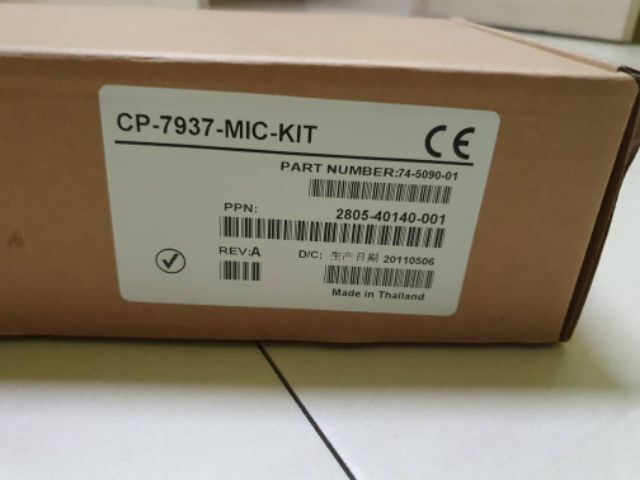 CP-7937-MIC-KIT
CE
PART NUMBER:74-5090-01
PPN: 2805-40140-001
REV:A D/C: 生产日期 20110506
Made in Thailand